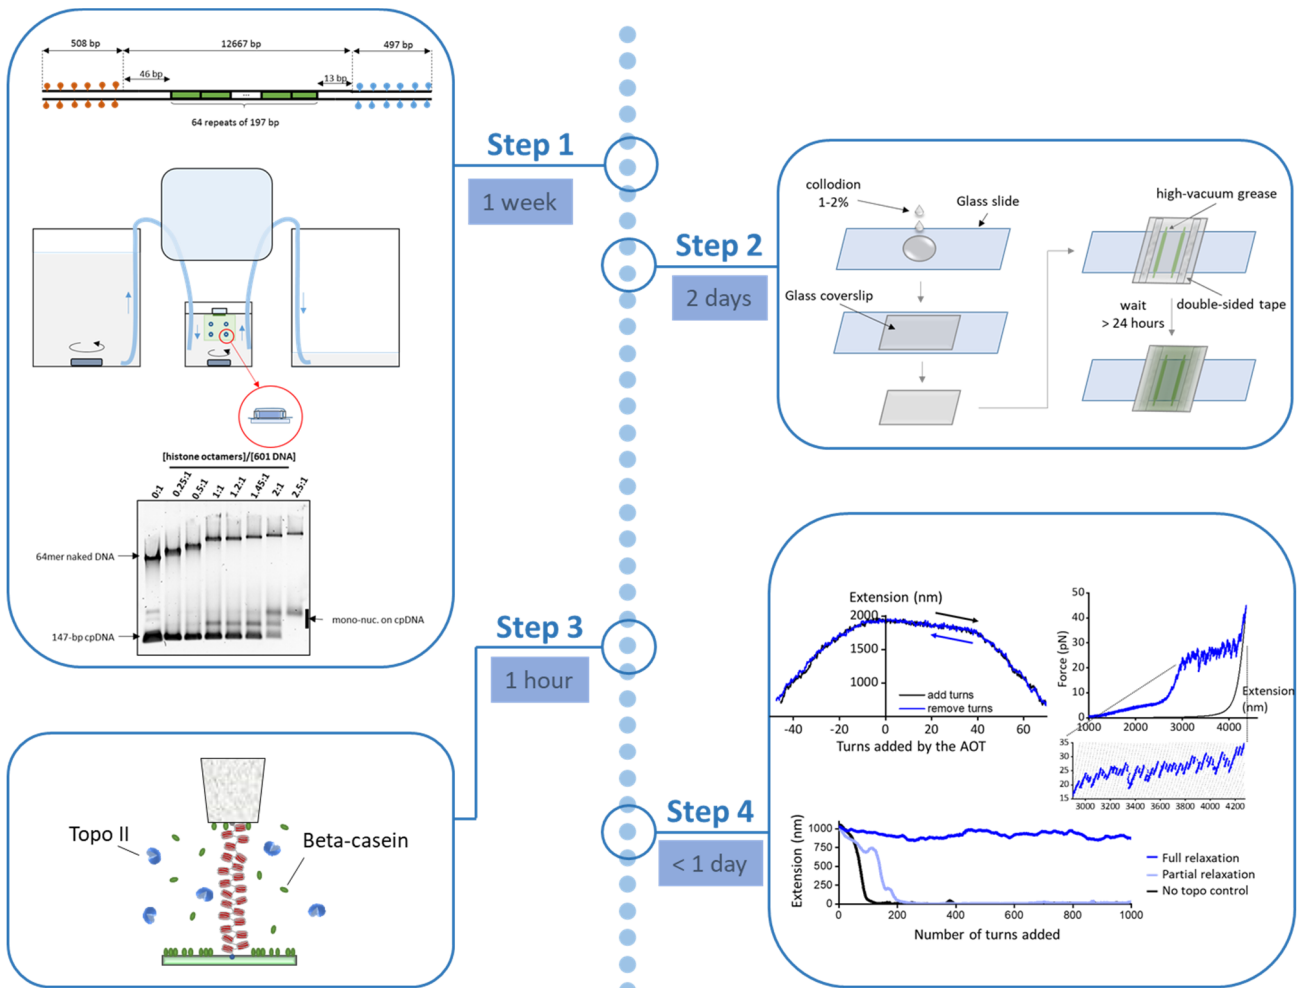 508 bp
12667 bp
497 bp
46 bp
13 bp
...
64 repeats of 197 bp
[histone octamers]/[601 DNA]
0:1
0.25:1
0.5:1
1:1
1.2:1
1.45:1
2:1
2.5:1
64mer naked DNA
147-bp cpDNA
mono-nuc. on cpDNA
Step 1
1 week
Step 2
2 days
collodion
1-2%
Glass slide
Glass coverslip
high-vacuum grease
double-sided tape
wait
> 24 hours
Step 3
1 hour
Topo II
Beta-casein
Step 4
< 1 day
Extension (nm)
2000
1500
1000
add turns
remove turns
-40
-20
0
20
40
60
Turns added by the AOT
Force (pN)
50
40
30
20
10
0
1000
2000
3000
4000
Extension
(nm)
35
30
25
20
15
3000
3200
3400
3600
3800
4000
4200
Extension (nm)
1000
750
500
250
0
0
200
400
600
800
1000
Number of turns added
Full relaxation
Partial relaxation
No topo control